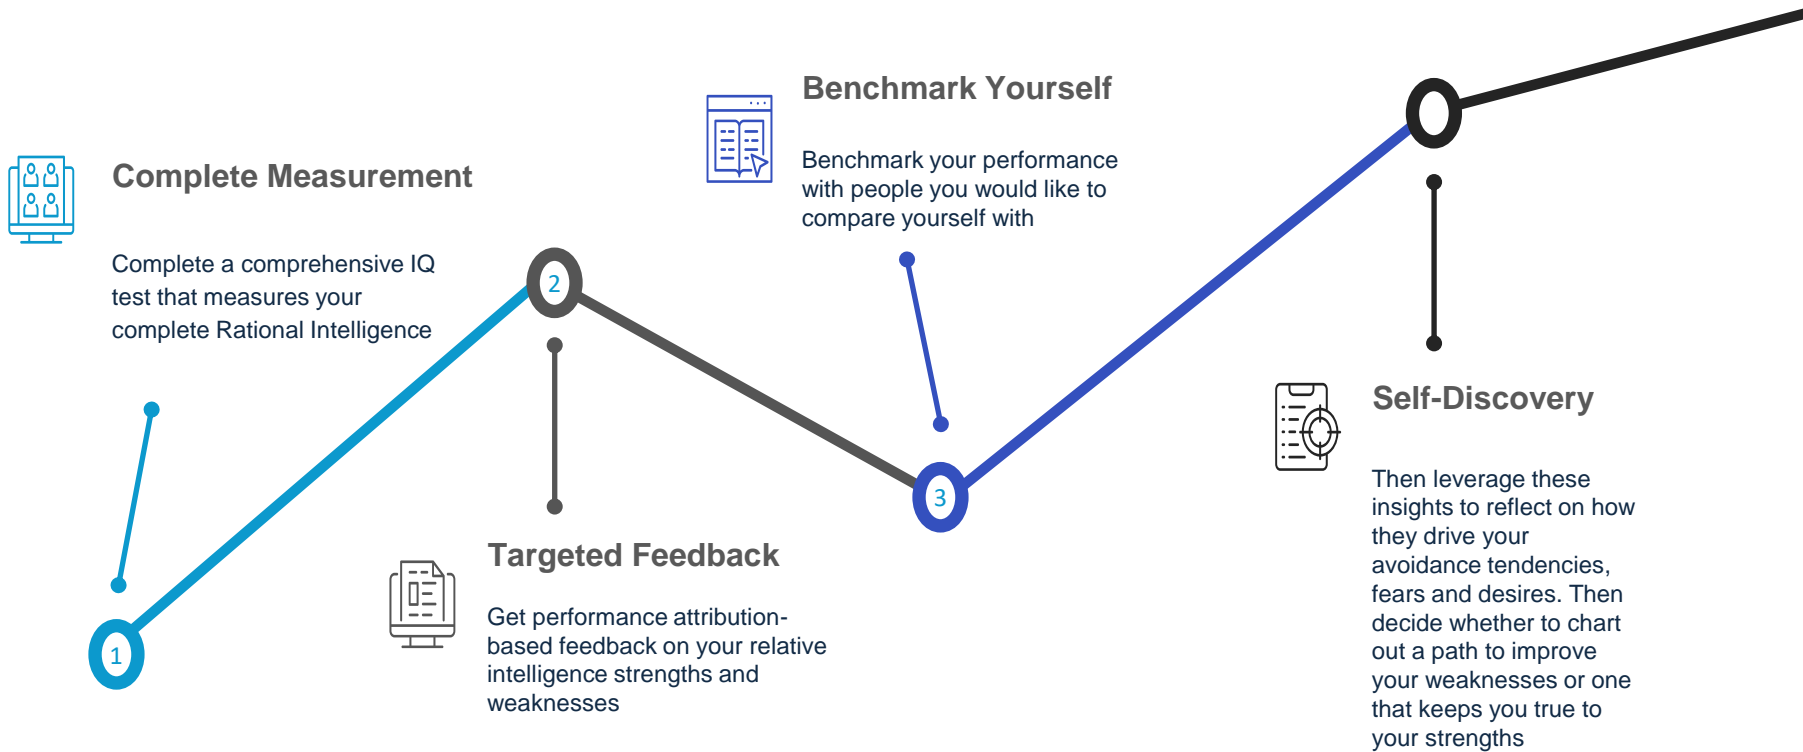 Complete Measurement
Complete a comprehensive IQ
test that measures your
complete Rational Intelligence
1
2
Targeted Feedback
Get performance attribution-
based feedback on your relative
intelligence strengths and
weaknesses
Benchmark Yourself
Benchmark your performance
with people you would like to
compare yourself with
3
Self-Discovery
Then leverage these
insights to reflect on how
they drive your
avoidance tendencies,
fears and desires. Then
decide whether to chart
out a path to improve
your weaknesses or one
that keeps you true to
your strengths